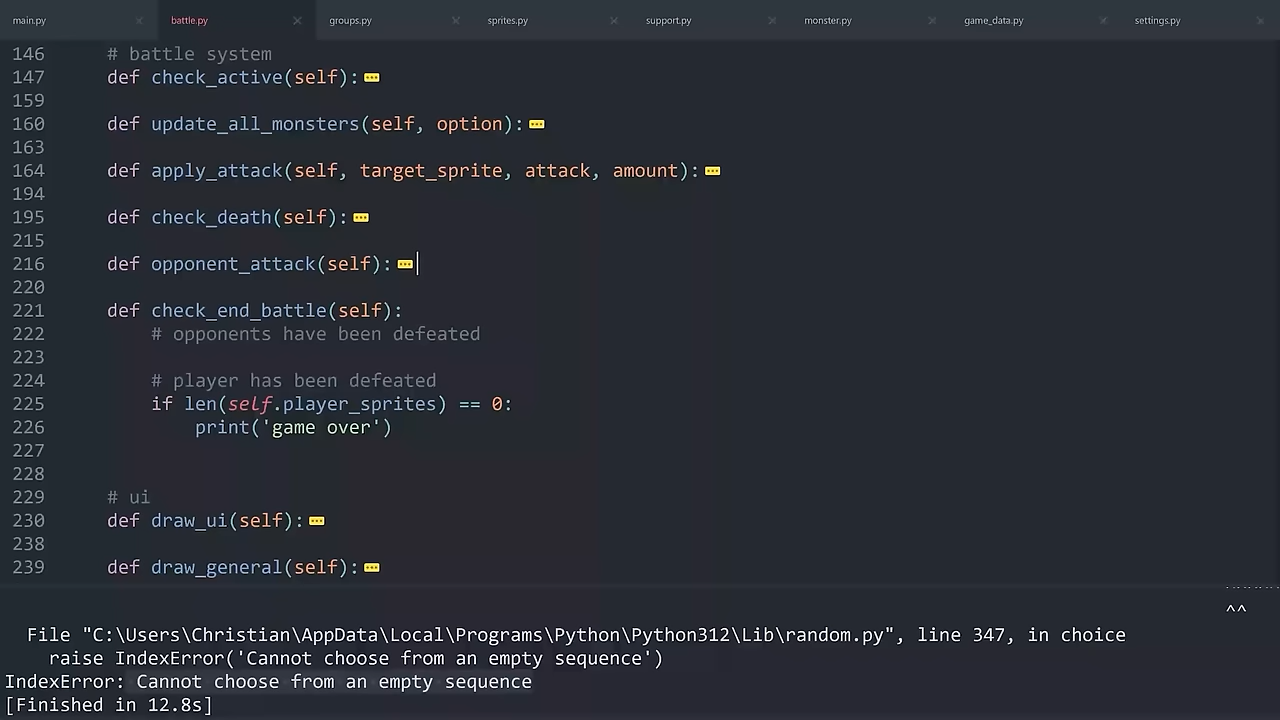 main.py battle.py groups.py sprites.py support.py monster.py game_data.py settings.py
146 # battle system
147 def check_active(self):
159
160 def update_all_monsters(self, option):
163
164 def apply_attack(self, target_sprite, attack, amount):
194
195 def check_death(self):
215
216 def opponent_attack(self):
220
221 def check_end_battle(self):
222 # opponents have been defeated
223
224 # player has been defeated
225 if len(self.player_sprites) == 0:
226 print('game over')
227
228
229 # ui
230 def draw_ui(self):
238
239 def draw_general(self):
^^
File "C:\Users\Christian\AppData\Local\Programs\Python\Python312\Lib\random.py", line 347, in choice
raise IndexError('Cannot choose from an empty sequence')
IndexError: Cannot choose from an empty sequence
[Finished in 12.8s]